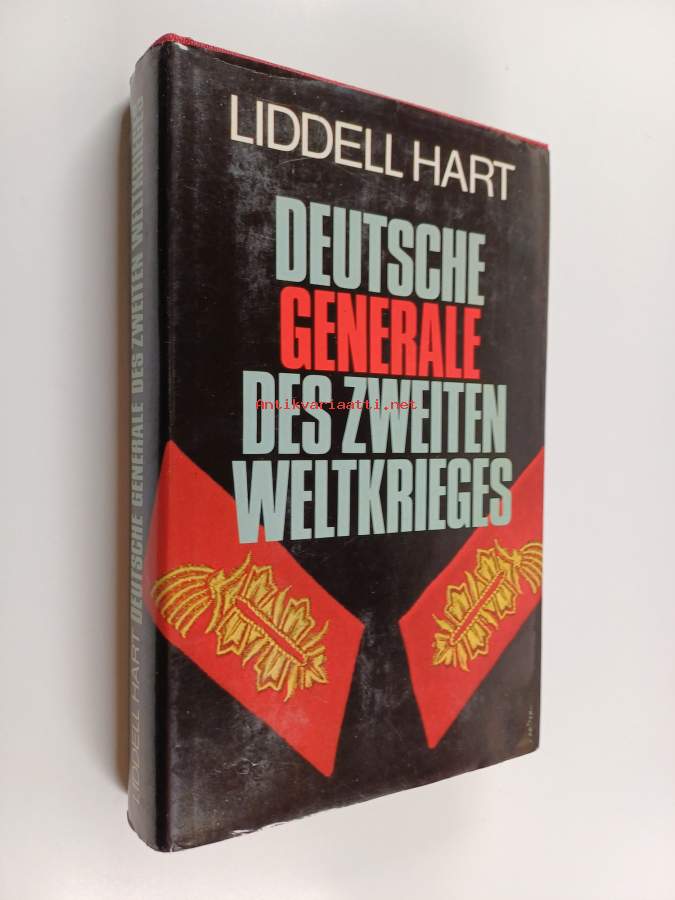 LIDDELL HART
DEUTSCHE
GENERALE
DES ZWEITEN
WELTKRIEGES
Antikvariaatti.net
LIDDELL HART DEUTSCHE GENERALE DES ZWEITEN WELTKRIEGES